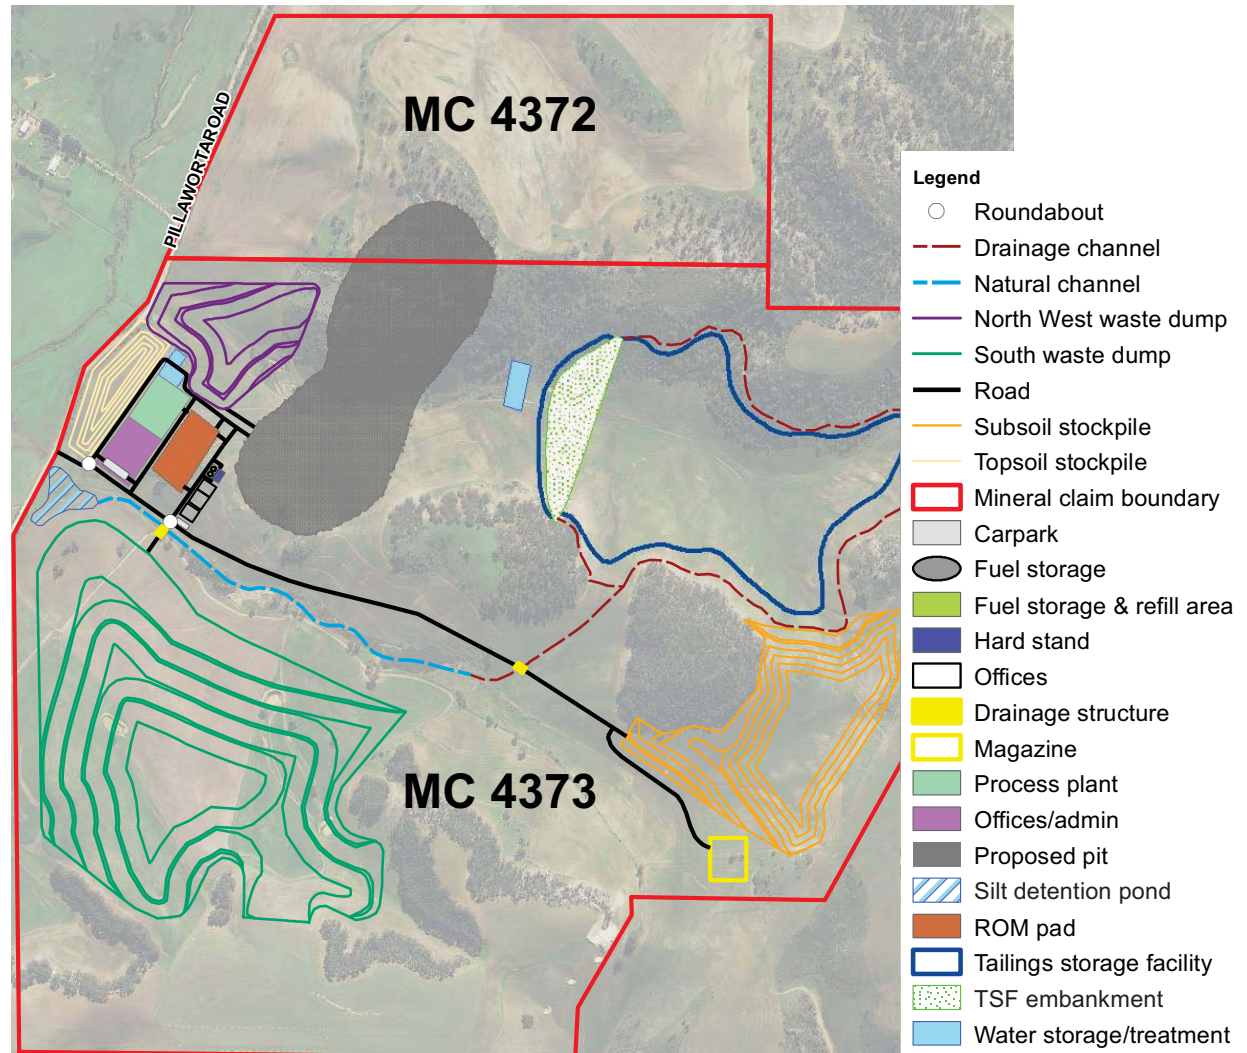 MC 4372
PILLAWORTAROAD
MC 4373
Legend
Roundabout
Drainage channel
Natural channel
North West waste dump
South waste dump
Road
Subsoil stockpile
Topsoil stockpile
Mineral claim boundary
Carpark
Fuel storage
Fuel storage & refill area
Hard stand
Offices
Drainage structure
Magazine
Process plant
Offices/admin
Proposed pit
Silt detention pond
ROM pad
Tailings storage facility
TSF embankment
Water storage/treatment